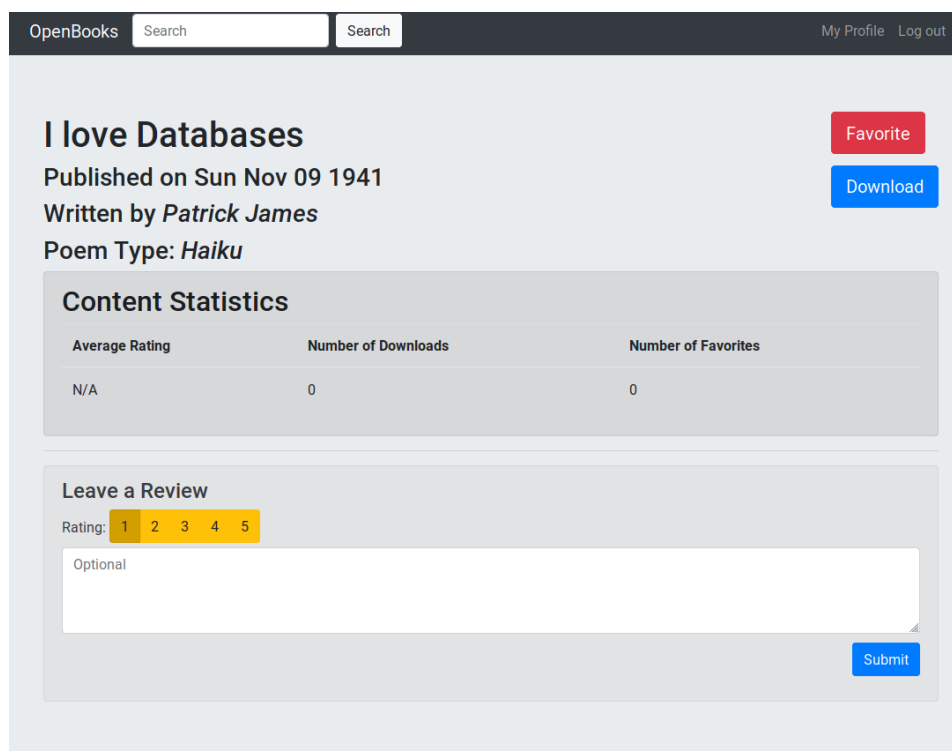 OpenBooks Search Search My Profile Log out
I love Databases
Favorite
Published on Sun Nov 09 1941
Download
Written by Patrick James
Poem Type: Haiku
Content Statistics
Average Rating Number of Downloads Number of Favorites
N/A 0 0
Leave a Review
Rating: 1 2 3 4 5
Optional
Submit